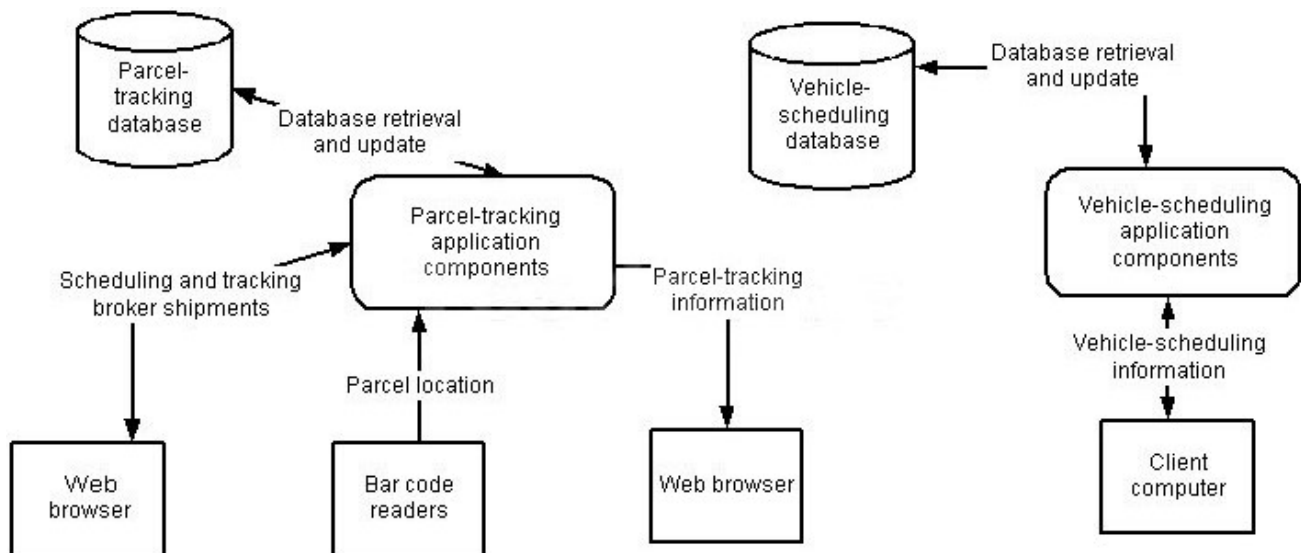 Parcel-
tracking
database
Database retrieval
and update
Vehicle-
scheduling
database
Database retrieval
and update
Parcel-tracking
application
components
Vehicle-scheduling
application
components
Scheduling and tracking
broker shipments
Parcel-tracking
information
Parcel location
Vehicle-scheduling
information
Web
browser
Bar code
readers
Web browser
Client
computer